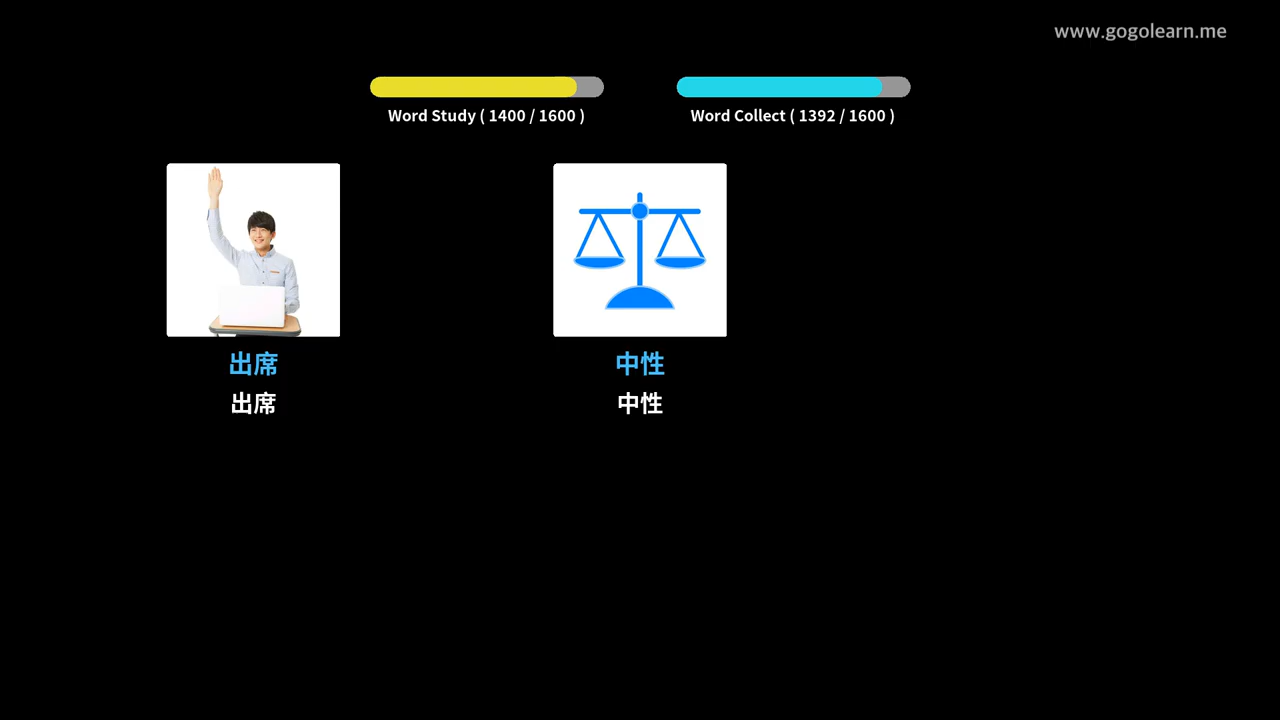 www.gogolearn.me
Word Study ( 1400 / 1600 )
Word Collect ( 1392 / 1600 )
出席
出席
中性
中性